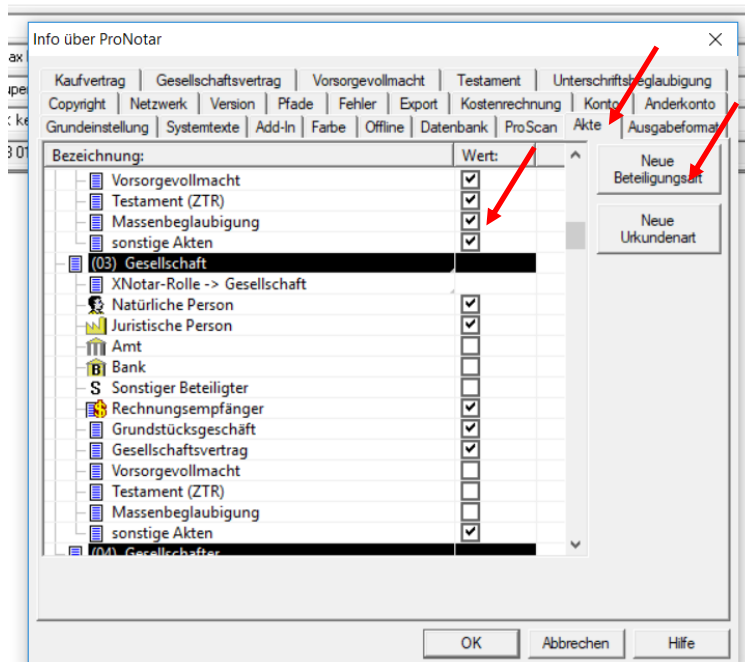 Info über ProNotar
ax
Kaufvertrag Gesellschaftsvertrag Vorsorgevollmacht Testament Unterschriftsbeglaubigung
Copyright Netzwerk Version Pfade Fehler Export Kostenrechnung Konto Anderkonto
Grundeinstellung Systemtexte Add-In Farbe Offline Datenbank ProScan Akte Ausgabeformat
Bezeichnung: Wert:
Vorsorgevollmacht
Testament (ZTR)
Massenbeglaubigung
sonstige Akten
(03) Gesellschaft
XNotar-Rolle -> Gesellschaft
Natürliche Person
Juristische Person
Amt
Bank
S Sonstiger Beteiligter
Rechnungsempfänger
Grundstücksgeschäft
Gesellschaftsvertrag
Vorsorgevollmacht
Testament (ZTR)
Massenbeglaubigung
sonstige Akten
(04) Gesellschafter
Neue
Beteiligungsart
Neue
Urkundenart
OK Abbrechen Hilfe